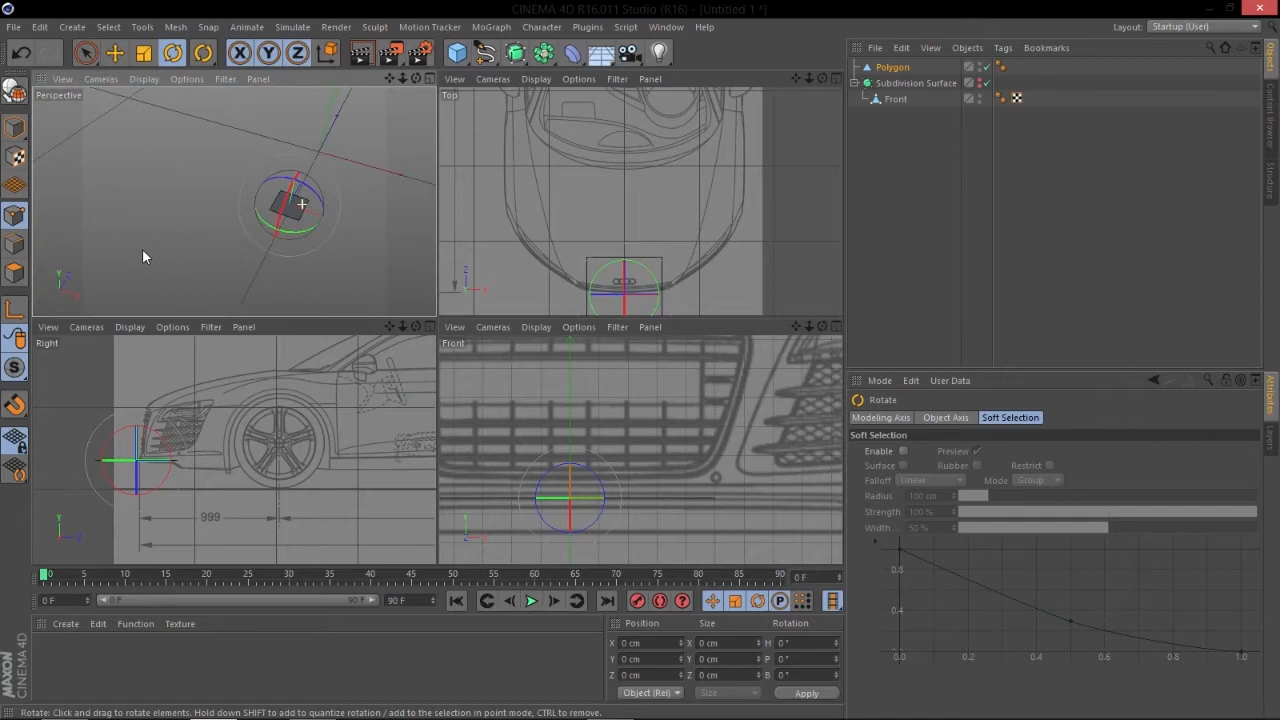 CINEMA 4D R16.011 Studio (R16) - [Untitled 1 *]
File Edit Create Select Tools Mesh Snap Animate Simulate Render Sculpt Motion Tracker MoGraph Character Plugins Script Window Help
Layout: Startup (User)
View Cameras Display Options Filter Panel
Perspective
View Cameras Display Options Filter Panel
Top
File Edit View Objects Tags Bookmarks
Polygon
Subdivision Surface
Front
Objects
Content Browser
Structure
View Cameras Display Options Filter Panel
Right
999
View Cameras Display Options Filter Panel
Front
Mode Edit User Data
Rotate
Modeling Axis Object Axis Soft Selection
Soft Selection
Enable Preview
Surface Rubber Restrict
Falloff Linear Mode Group
Radius 100 cm
Strength 100 %
Width.. 50 %
0.4
0.0 0.2 0.4 0.6 0.8 1.0
Attributes
Layers
0 5 10 15 20 25 30 35 40 45 50 55 60 65 70 75 80 85 90 0 F
0 F 0 F 90 F 90 F
Create Edit Function Texture
Position Size Rotation
X 0 cm X 0 cm H 0 °
Y 0 cm Y 0 cm P 0 °
Z 0 cm Z 0 cm B 0 °
Object (Rel) Size Apply
MAXON CINEMA 4D
Rotate: Click and drag to rotate elements. Hold down SHIFT to add to quantize rotation / add to the selection in point mode, CTRL to remove.